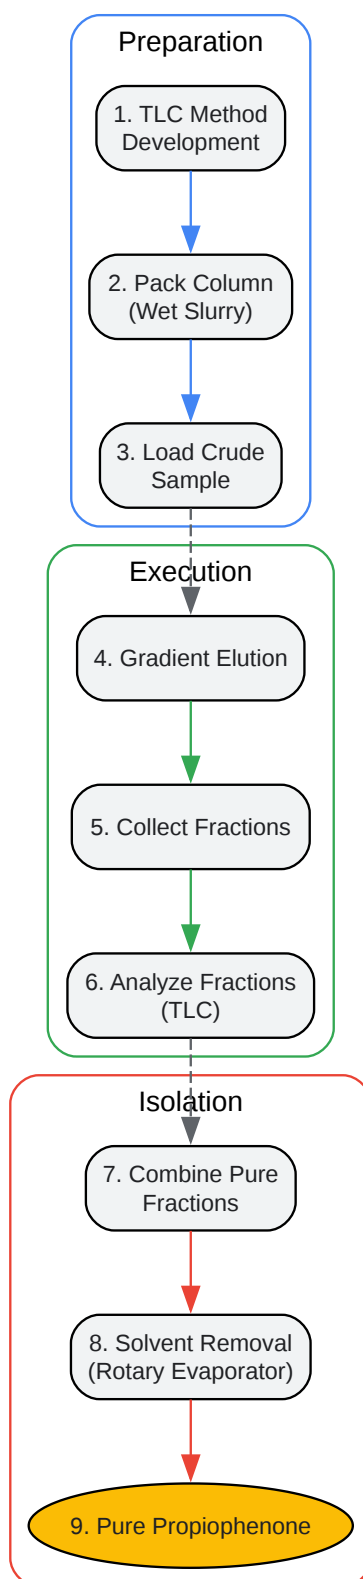 Preparation
1. TLC Method
Development
2. Pack Column
(Wet Slurry)
3. Load Crude
Sample
Execution
4. Gradient Elution
5. Collect Fractions
6. Analyze Fractions
(TLC)
Isolation
7. Combine Pure
Fractions
8. Solvent Removal
(Rotary Evaporator)
9. Pure Propiophenone